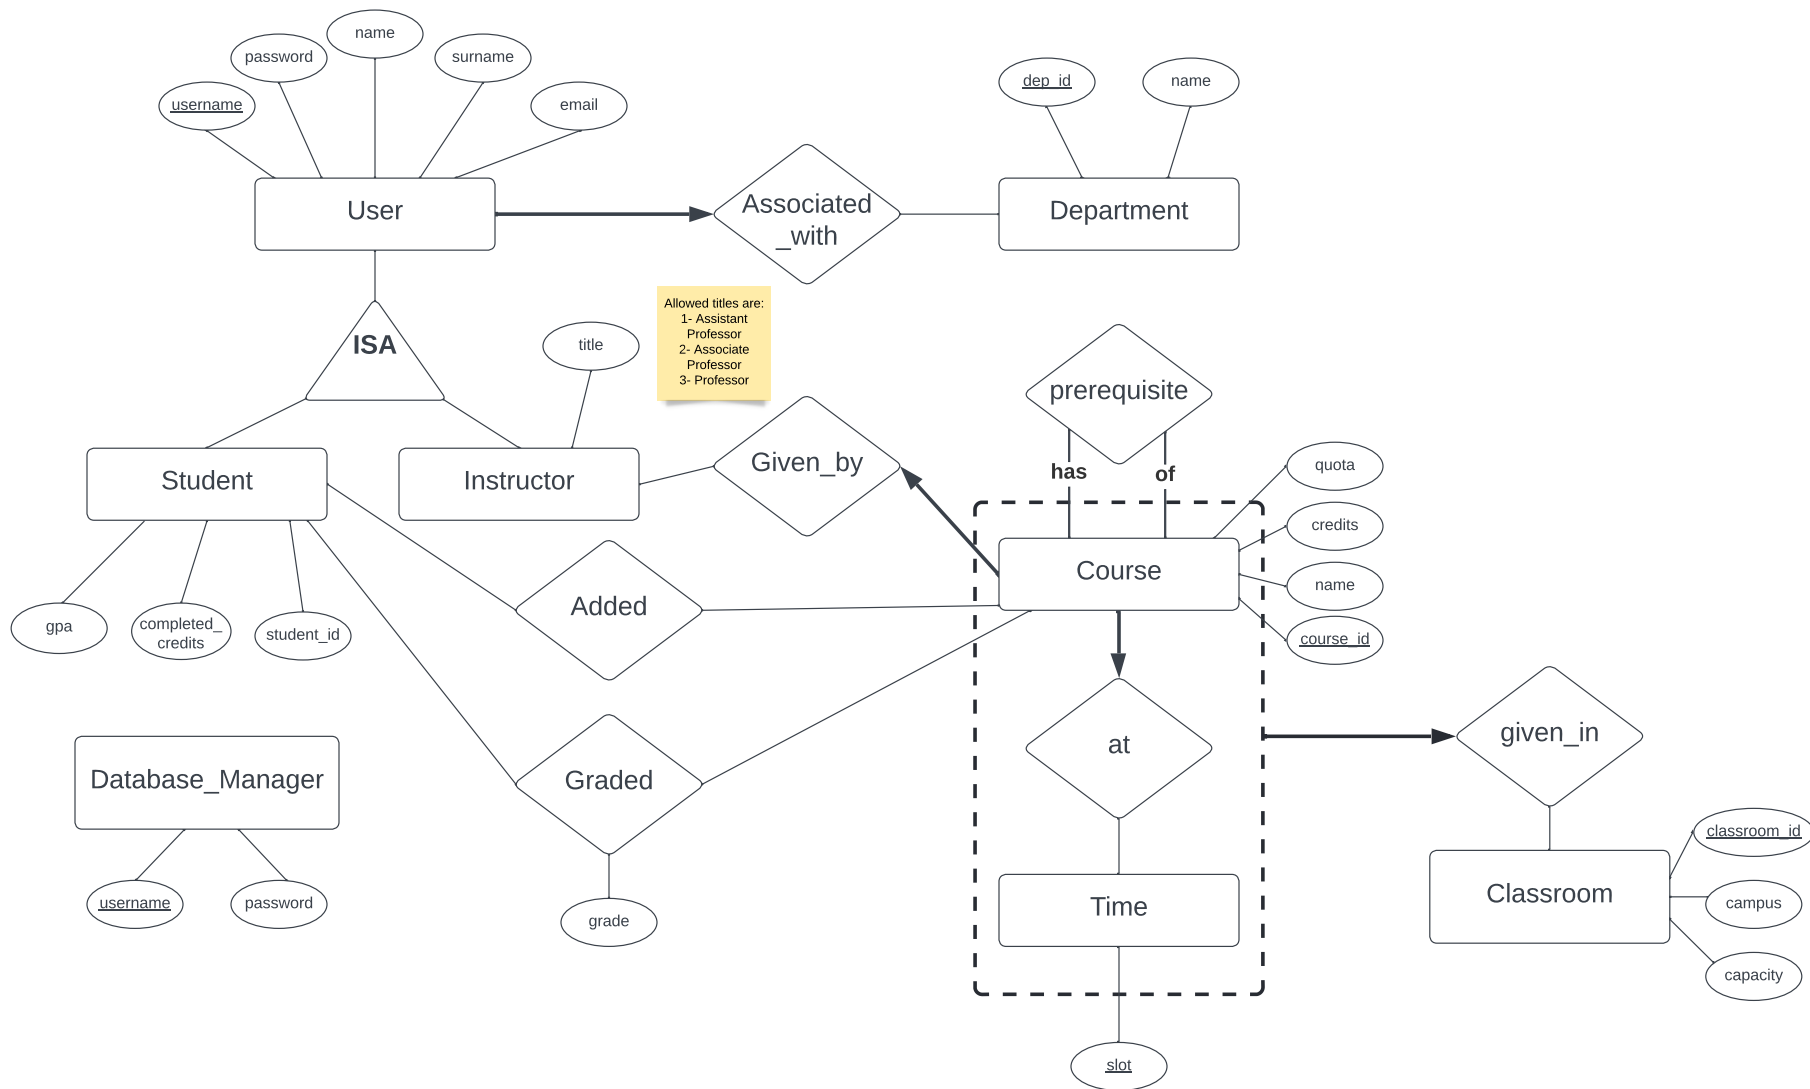 name
password
surname
username
email
dep_id
name
User
Associated
_with
Department
Allowed titles are:
1- Assistant
Professor
2- Associate
Professor
3- Professor
ISA
title
prerequisite
has
of
Student
Instructor
Given_by
quota
credits
name
course_id
Course
Added
gpa
completed_
credits
student_id
at
given_in
Database_Manager
Graded
username
password
grade
Time
Classroom
classroom_id
campus
capacity
slot